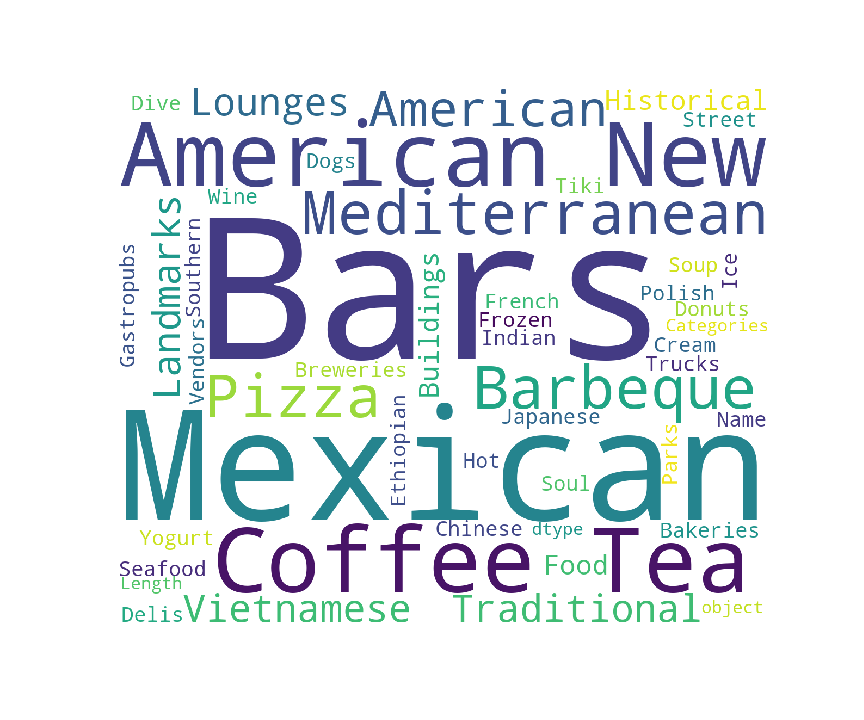 Dive
Lounges
American
Historical
Street
American New
Dogs
Tiki
Wine
Mediterranean
Landmarks
Southern
Gastropubs
Bars
Buildings
Soup
Ice
French
Polish
Frozen
Donuts
Indian
Categories
Cream
Vendors
Breweries
Trucks
Pizza
Barbeque
Ethiopian
Japanese
Name
Mexican
Parks
Hot
Soul
Chinese
dtype
Bakeries
Yogurt
Coffee Tea
Seafood
Food
Length
Delis
Vietnamese
Traditional
object